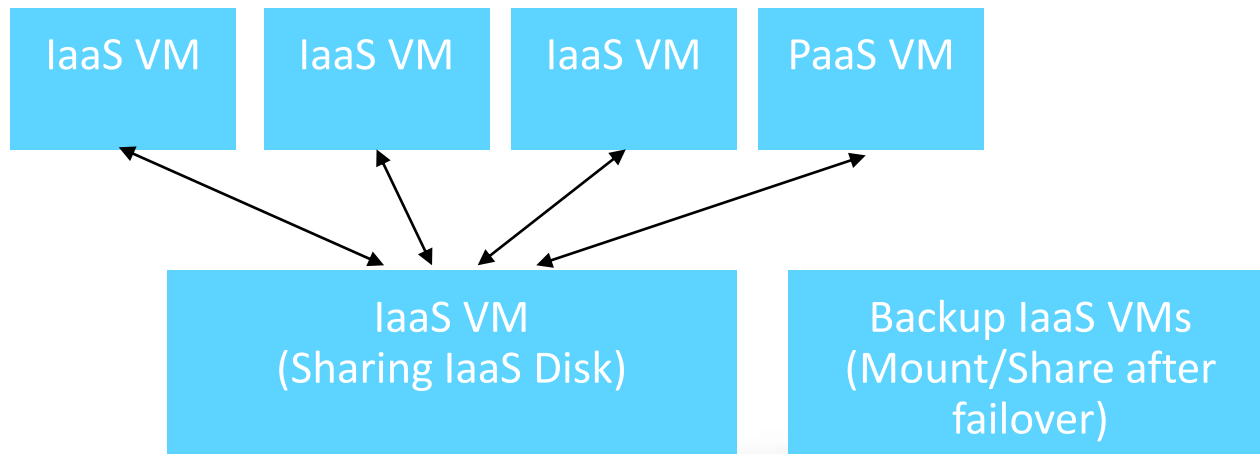 IaaS VM
IaaS VM
IaaS VM
PaaS VM
IaaS VM
(Sharing IaaS Disk)
Backup IaaS VMs
(Mount/Share after
failover)